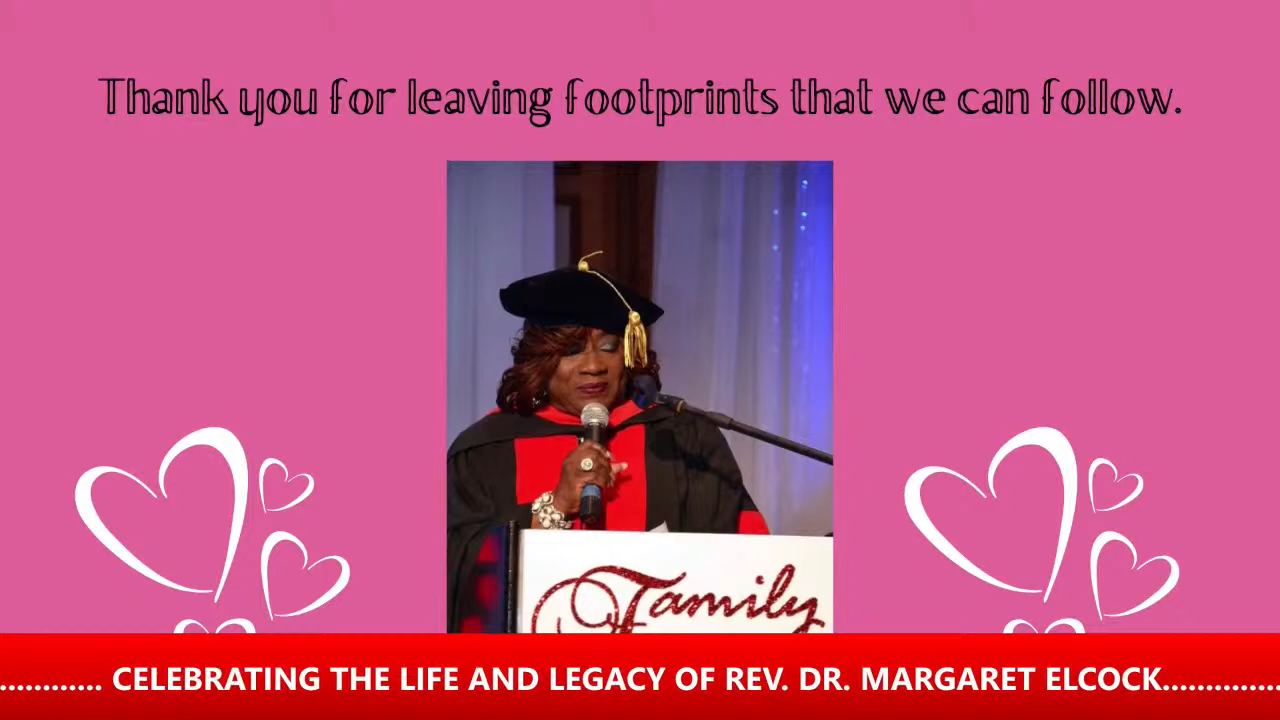 Thank you for leaving footprints that we can follow.
Family
............ CELEBRATING THE LIFE AND LEGACY OF REV. DR. MARGARET ELCOCK..............